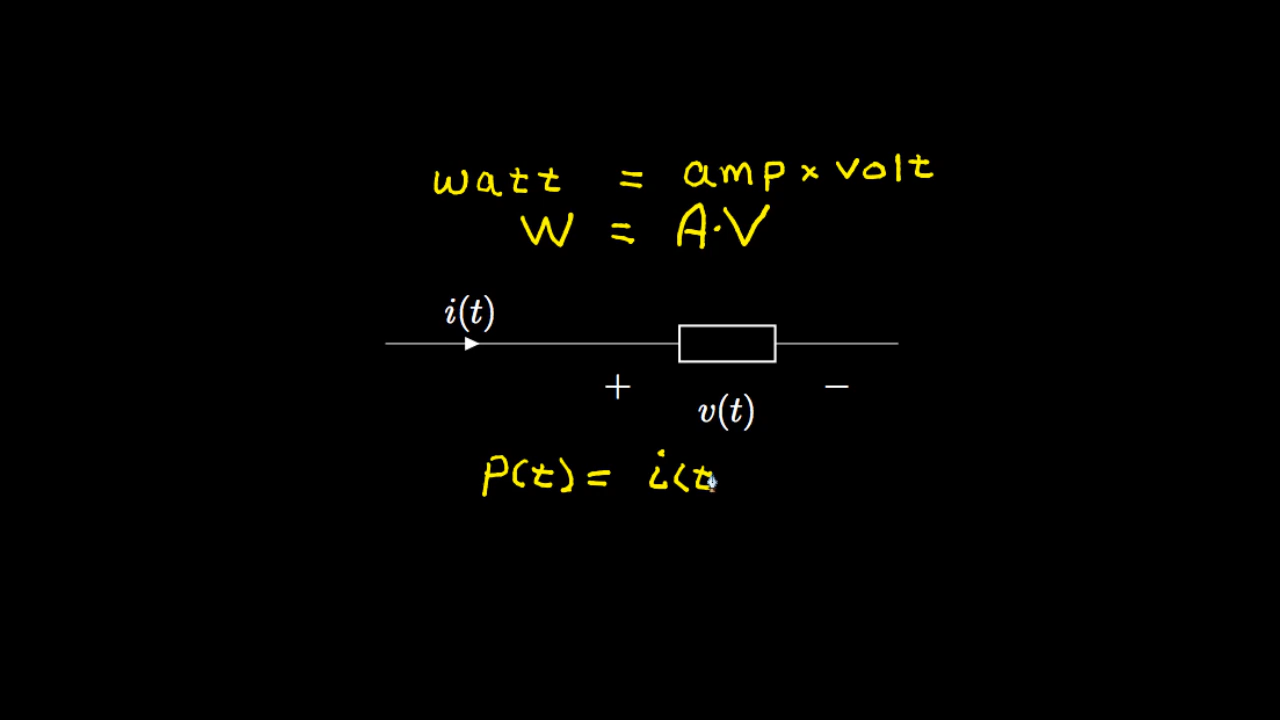 watt = amp × volt
W = A·V
i(t)
+ −
v(t)
P(t) = i(t